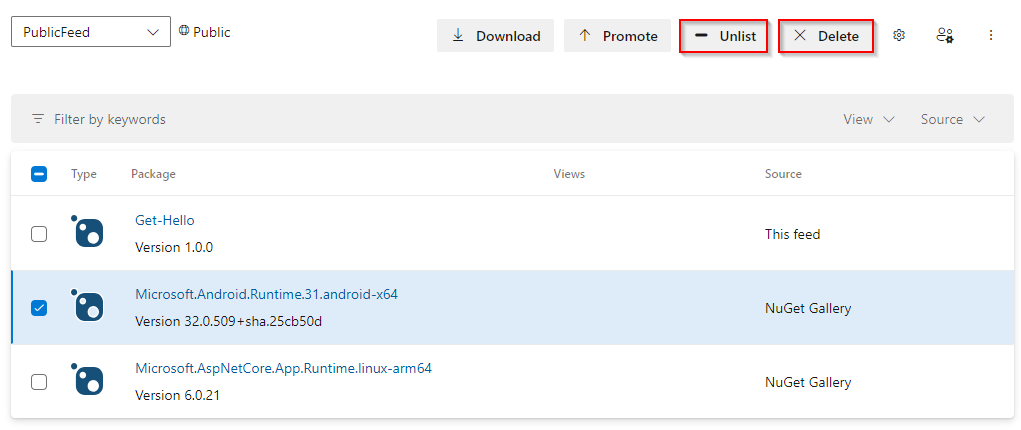 PublicFeed
Public
Download
Promote
Unlist
Delete
Filter by keywords
View
Source
Type
Package
Views
Source
Get-Hello
Version 1.0.0
This feed
Microsoft.Android.Runtime.31.android-x64
Version 32.0.509+sha.25cb50d
NuGet Gallery
Microsoft.AspNetCore.App.Runtime.linux-arm64
Version 6.0.21
NuGet Gallery